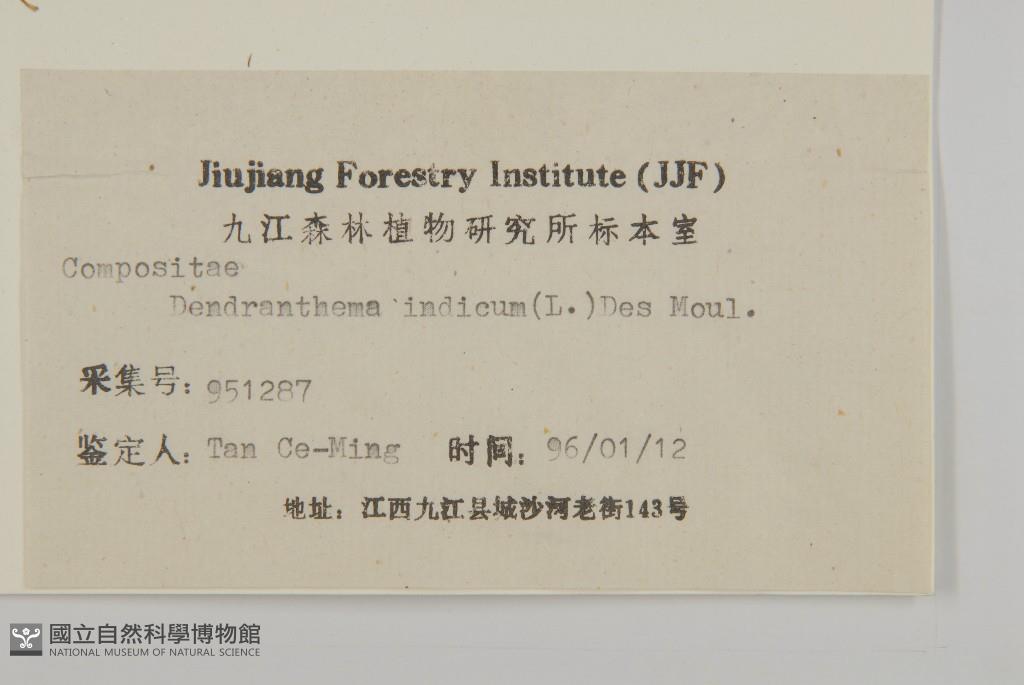 Jiujiang Forestry Institute (JJF)
九江森林植物研究所标本室
Compositae
Dendranthema indicum(L.)Des Moul.
采集号: 951287
鉴定人: Tan Ce-Ming 时间: 96/01/12
地址: 江西九江县城沙河老街143号
國立自然科學博物館
NATIONAL MUSEUM OF NATURAL SCIENCE